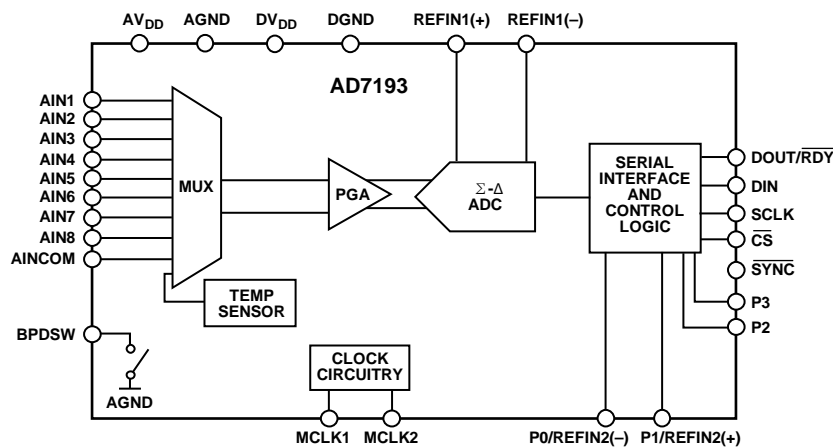 AVDD AGND DVDD DGND REFIN1(+) REFIN1(–)
AD7193
AIN1
AIN2
AIN3
AIN4
AIN5
AIN6
AIN7
AIN8
AINCOM
MUX
PGA
Σ-Δ
ADC
SERIAL
INTERFACE
AND
CONTROL
LOGIC
DOUT/RDY
DIN
SCLK
CS
SYNC
P3
P2
TEMP
SENSOR
BPDSW
AGND
CLOCK
CIRCUITRY
MCLK1 MCLK2 P0/REFIN2(–) P1/REFIN2(+)